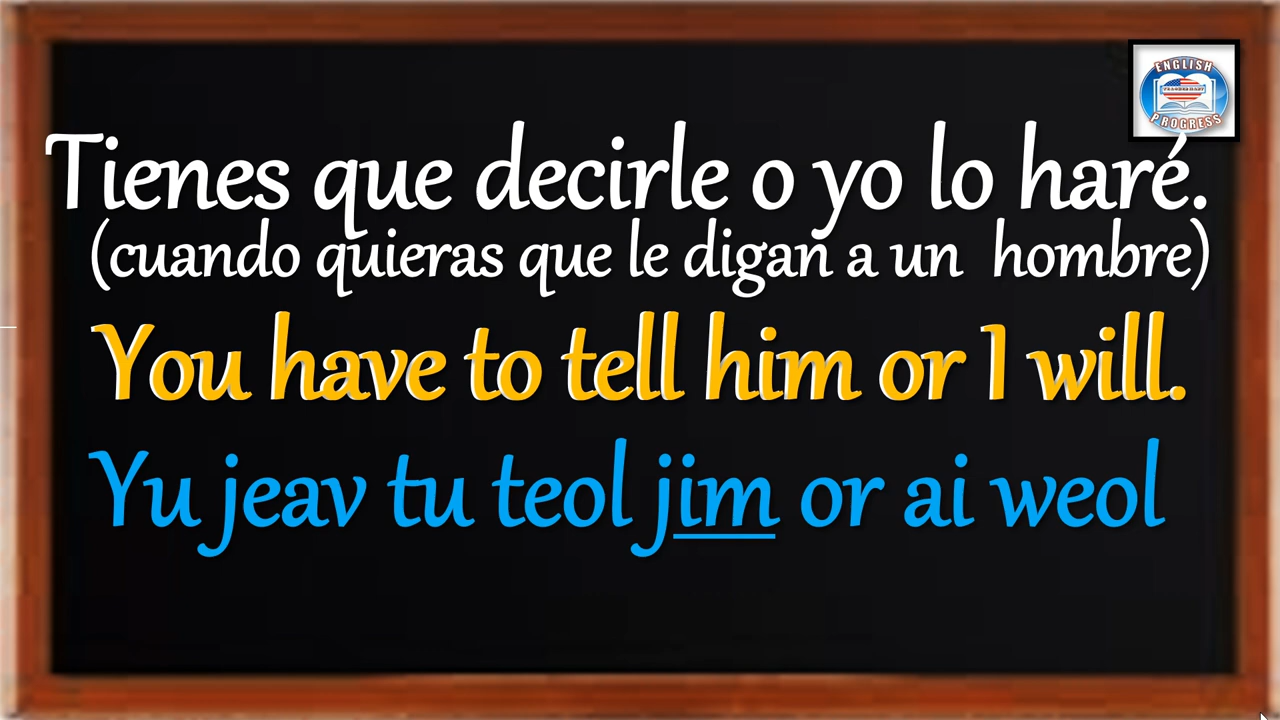 ENGLISH
PROGRESS
Tienes que decirle o yo lo haré.
(cuando quieras que le digan a un hombre)
You have to tell him or I will.
Yu jeav tu teol jim or ai weol